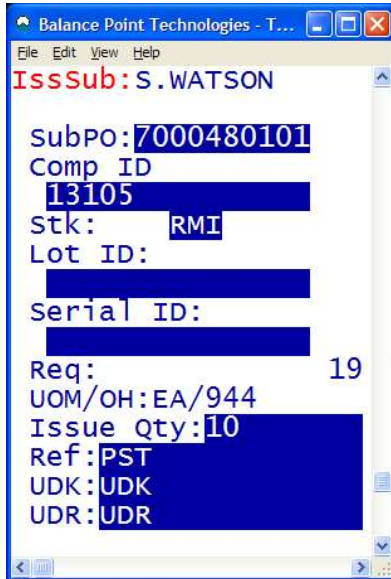 Balance Point Technologies - T...
File Edit View Help
IssSub:S.WATSON
SubPO:7000480101
Comp ID
13105
Stk: RMI
Lot ID:
Serial ID:
Req: 19
UOM/OH:EA/944
Issue Qty:10
Ref:PST
UDK:UDK
UDR:UDR